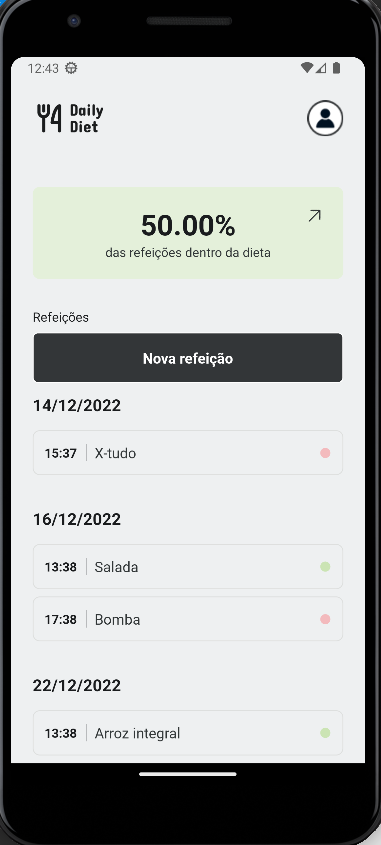 12:43
Daily
Diet
50.00%
das refeições dentro da dieta
Refeições
Nova refeição
14/12/2022
15:37 X-tudo
16/12/2022
13:38 Salada
17:38 Bomba
22/12/2022
13:38 Arroz integral